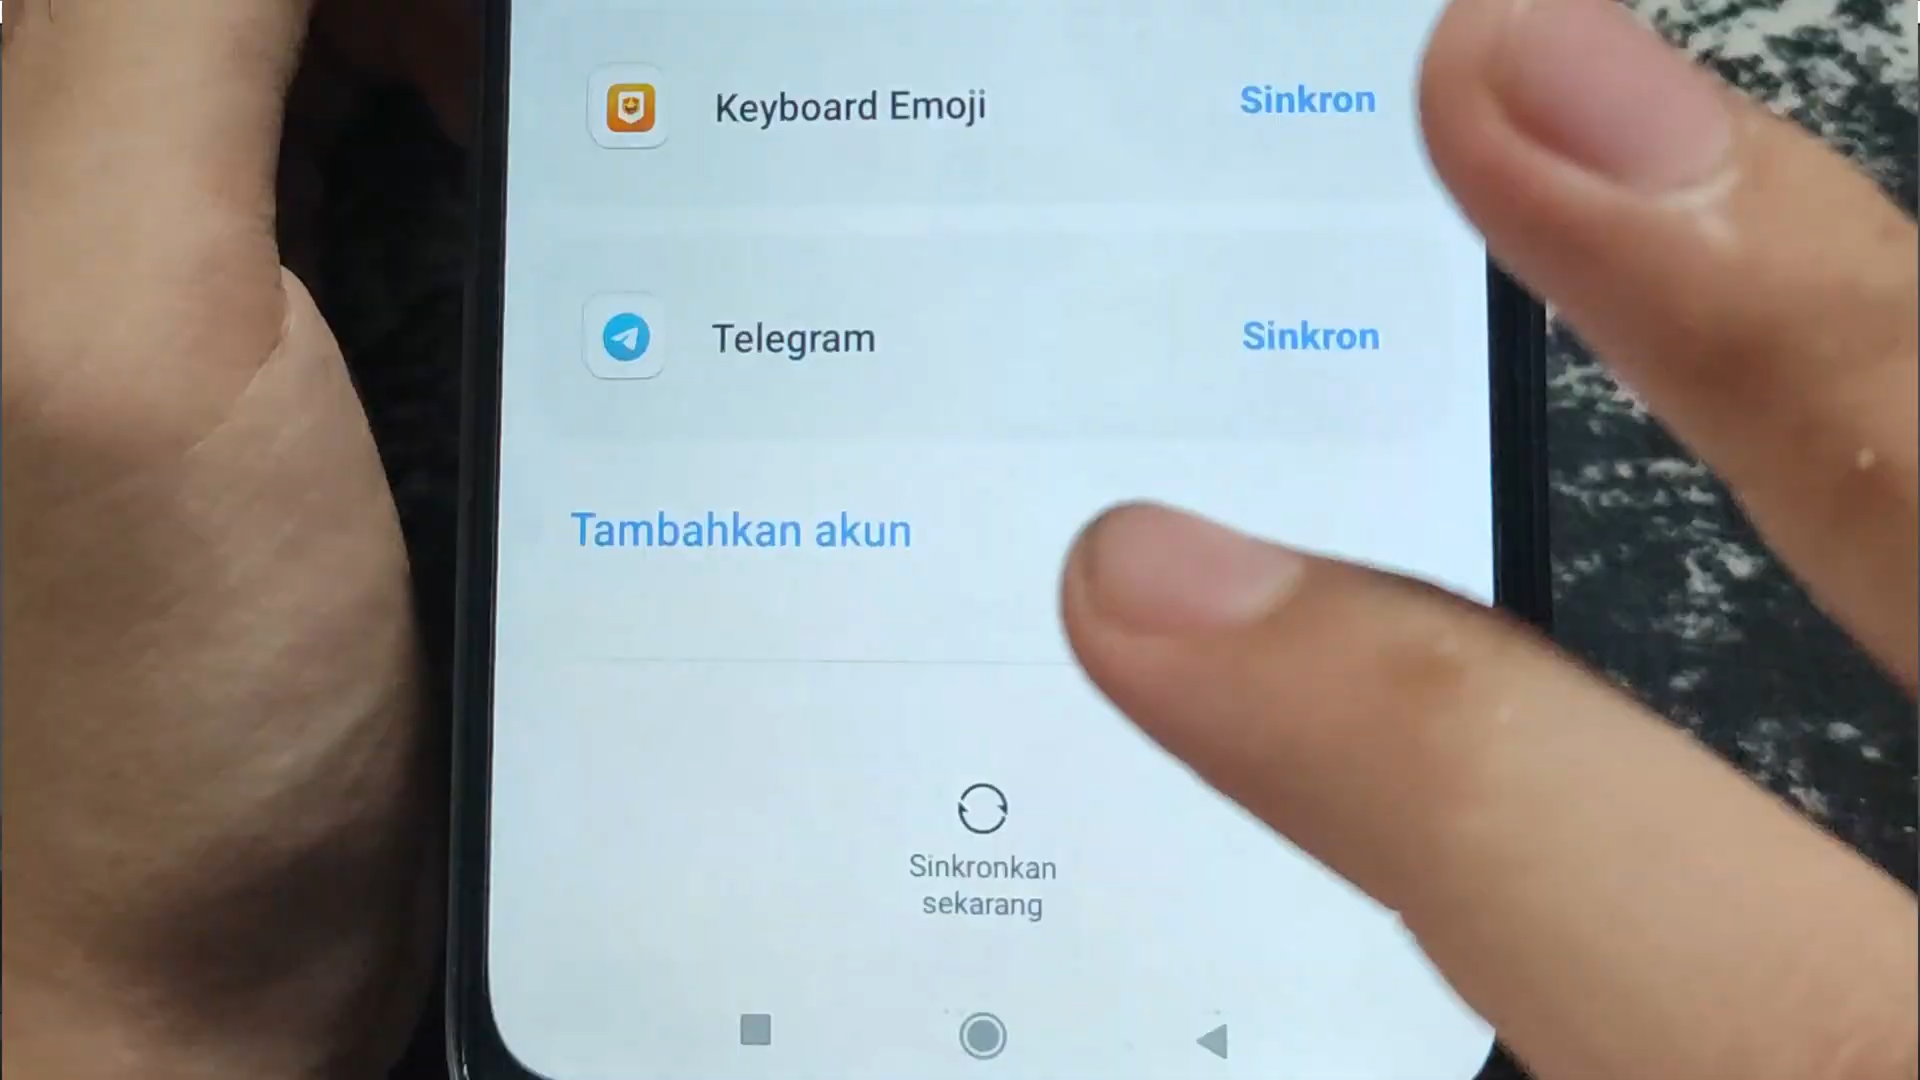 Keyboard Emoji
Sinkron
Telegram
Sinkron
Tambahkan akun
Sinkronkan
sekarang